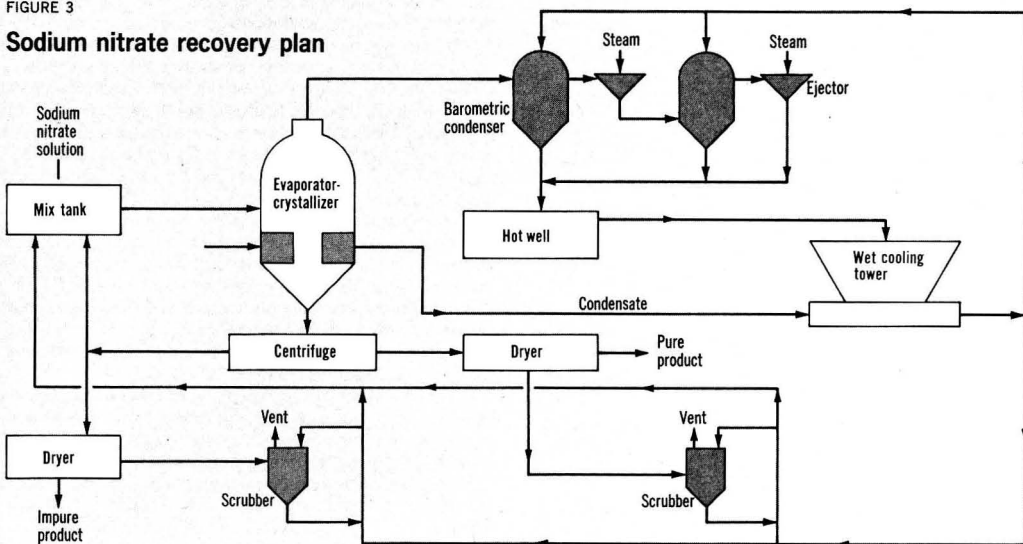 FIGURE 3
Sodium nitrate recovery plan
Steam
Steam
Ejector
Barometric
condenser
Sodium
nitrate
solution
Mix tank
Evaporator-
crystallizer
Hot well
Wet cooling
tower
Condensate
Centrifuge
Dryer
Pure
product
Vent
Vent
Dryer
Scrubber
Scrubber
Impure
product